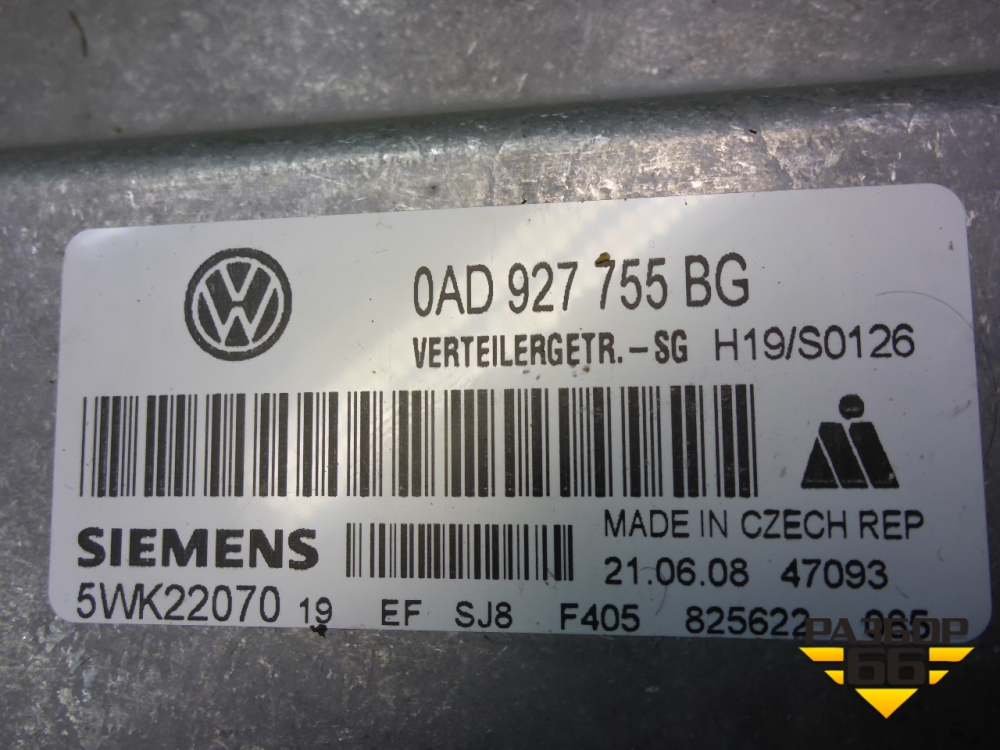 0AD 927 755 BG
VERTEILERGETR.-SG H19/S0126
SIEMENS
MADE IN CZECH REP
21.06.08 47093
5WK22070 19 EF SJ8 F405 825622 065
РАЗБОР
66